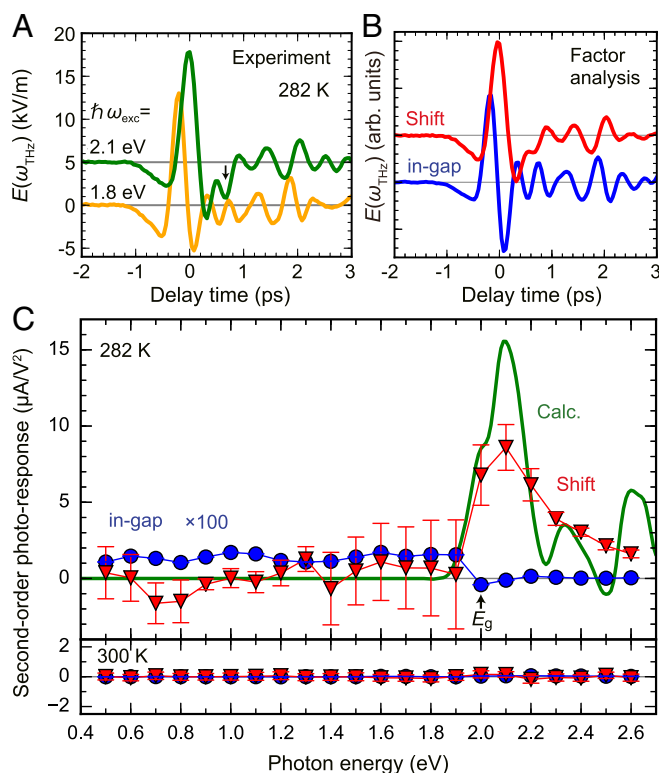 A
B
Experiment
282 K
ℏω_exc=
2.1 eV
1.8 eV
E(ω_THz) (kV/m)
20
15
10
5
0
-5
-2 -1 0 1 2 3
Delay time (ps)
Factor
analysis
Shift
in-gap
E(ω_THz) (arb. units)
-2 -1 0 1 2 3
Delay time (ps)
C
282 K
Calc.
Shift
in-gap ×100
E_g
15
10
5
0
Second-order photo-response (μA/V²)
300 K
2
0
−2
0.4 0.6 0.8 1.0 1.2 1.4 1.6 1.8 2.0 2.2 2.4 2.6
Photon energy (eV)